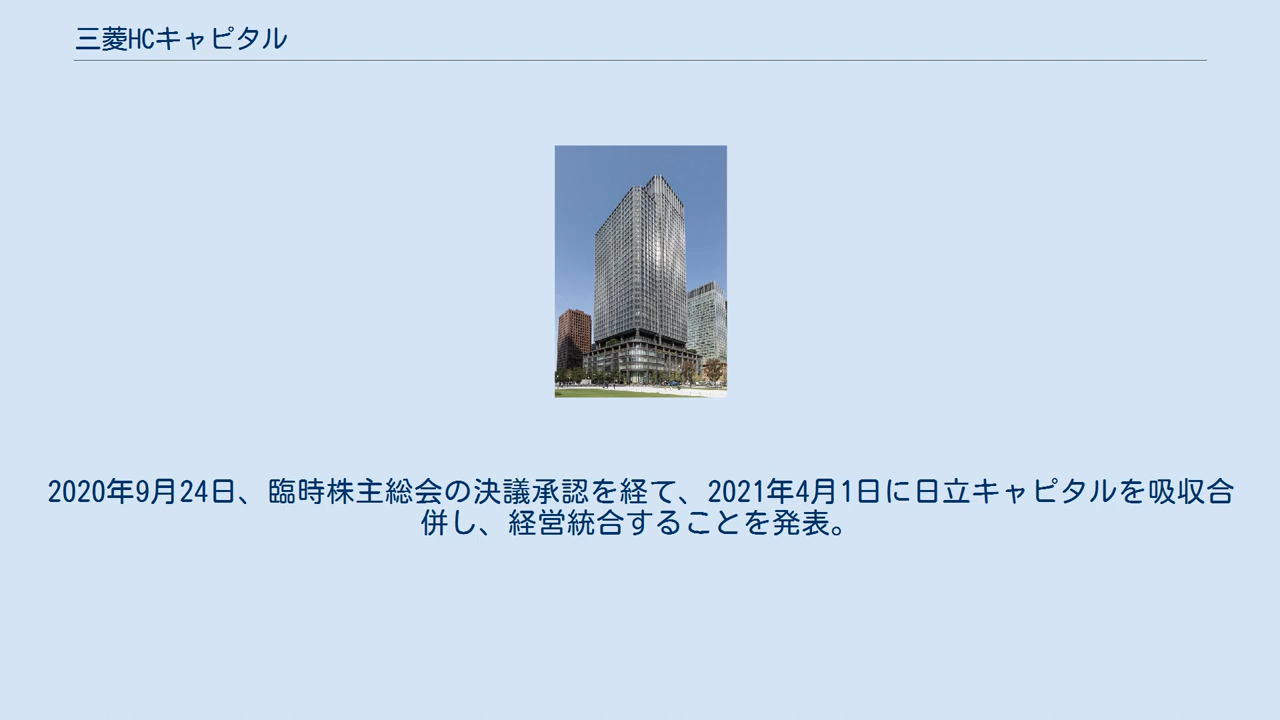 三菱HCキャピタル
2020年9月24日、臨時株主総会の決議承認を経て、2021年4月1日に日立キャピタルを吸収合
併し、経営統合することを発表。